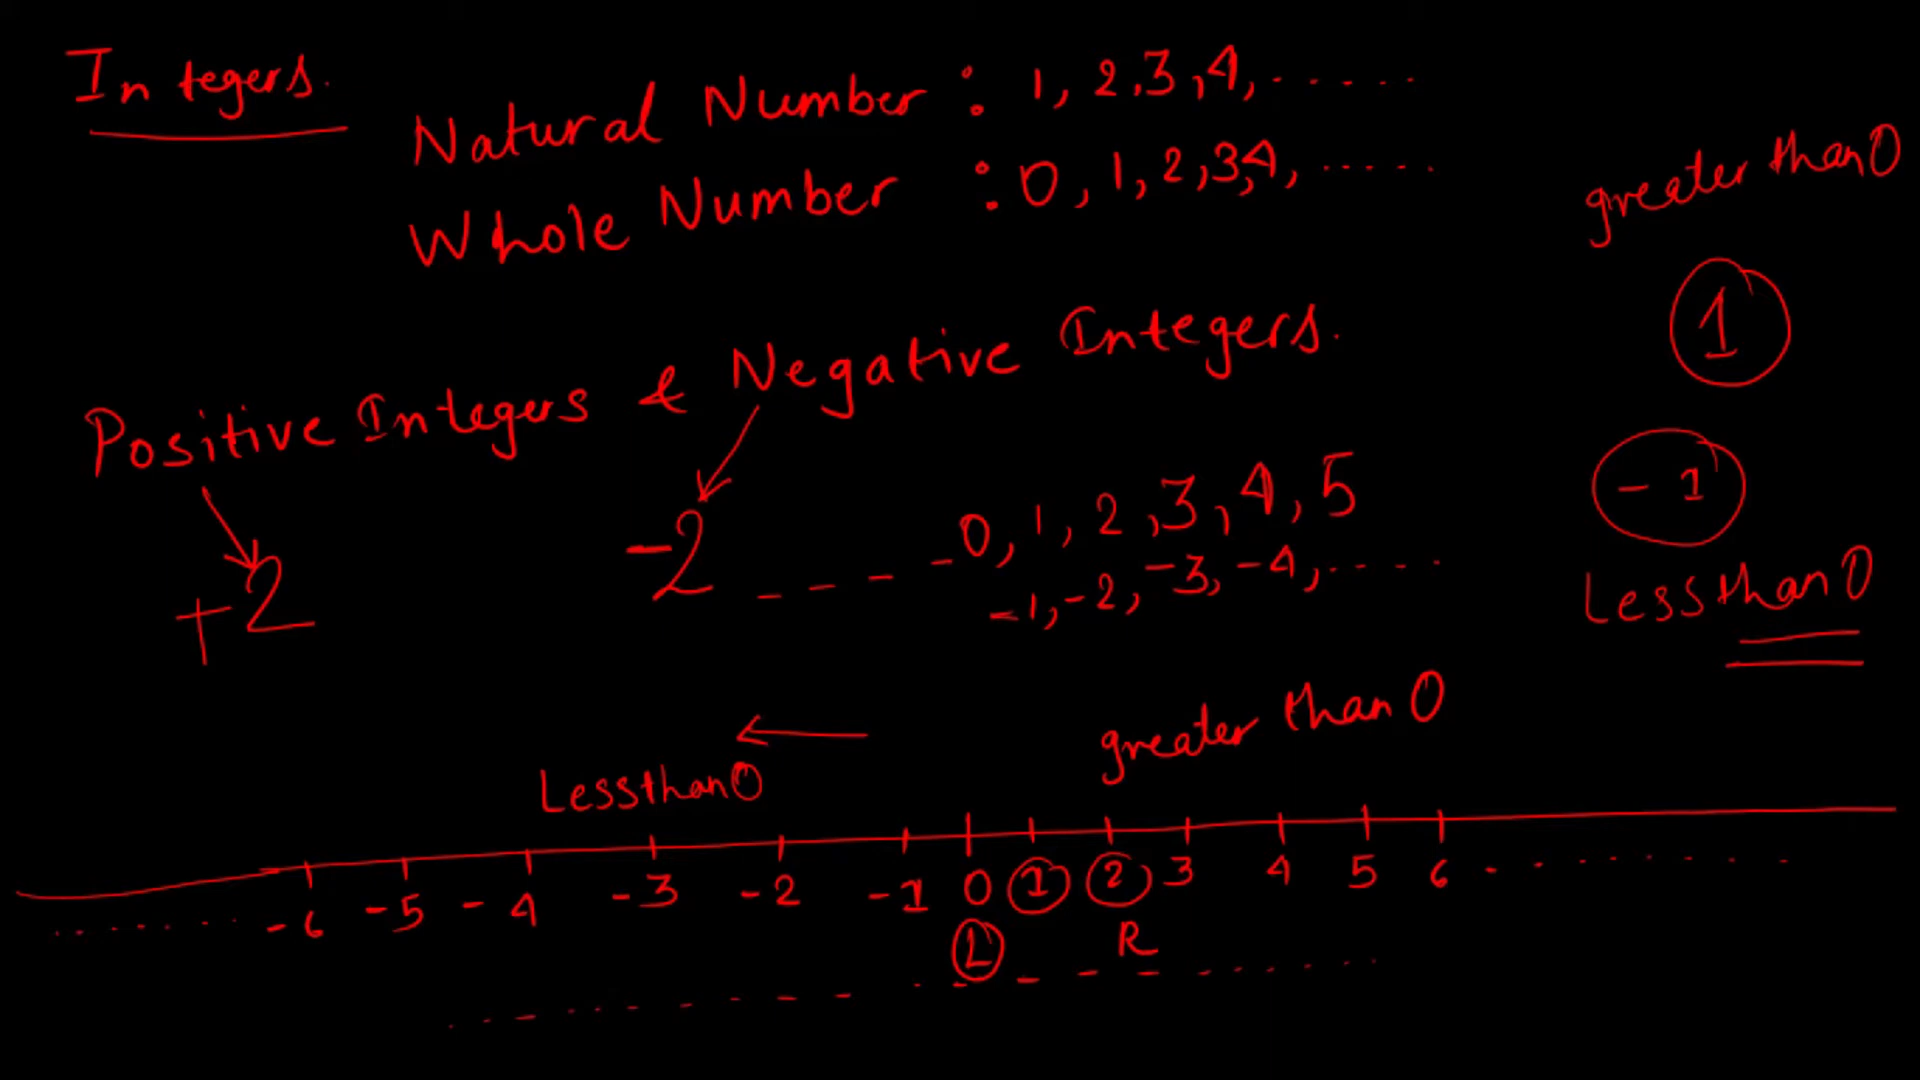 Integers.
Natural Number : 1, 2, 3, 4, ......
Whole Number : 0, 1, 2, 3, 4, ......
greater than 0
1
Positive Integers & Negative Integers.
-1
+2
-2 _ _ _ _ 0, 1, 2, 3, 4, 5
-1, -2, -3, -4, .....
Less than 0
greater than 0
Less than 0
....... -6 -5 -4 -3 -2 -1 0 1 2 3 4 5 6 .......
L R